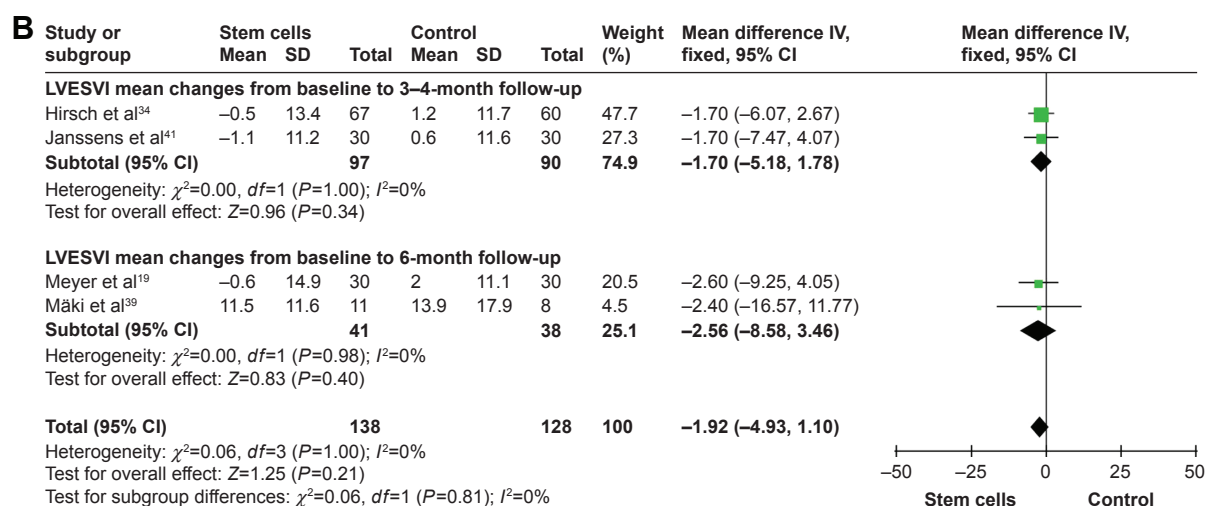 B Study or subgroup Stem cells Control Weight (%) Mean difference IV, fixed, 95% CI Mean difference IV, fixed, 95% CI
Mean SD Total Mean SD Total
LVESVI mean changes from baseline to 3–4-month follow-up
Hirsch et al³⁴ –0.5 13.4 67 1.2 11.7 60 47.7 –1.70 (–6.07, 2.67)
Janssens et al⁴¹ –1.1 11.2 30 0.6 11.6 30 27.3 –1.70 (–7.47, 4.07)
Subtotal (95% CI) 97 90 74.9 –1.70 (–5.18, 1.78)
Heterogeneity: χ²=0.00, df=1 (P=1.00); I²=0%
Test for overall effect: Z=0.96 (P=0.34)
LVESVI mean changes from baseline to 6-month follow-up
Meyer et al¹⁹ –0.6 14.9 30 2 11.1 30 20.5 –2.60 (–9.25, 4.05)
Mäki et al³⁹ 11.5 11.6 11 13.9 17.9 8 4.5 –2.40 (–16.57, 11.77)
Subtotal (95% CI) 41 38 25.1 –2.56 (–8.58, 3.46)
Heterogeneity: χ²=0.00, df=1 (P=0.98); I²=0%
Test for overall effect: Z=0.83 (P=0.40)
Total (95% CI) 138 128 100 –1.92 (–4.93, 1.10)
Heterogeneity: χ²=0.06, df=3 (P=1.00); I²=0%
Test for overall effect: Z=1.25 (P=0.21)
Test for subgroup differences: χ²=0.06, df=1 (P=0.81); I²=0%
–50 –25 0 25 50
Stem cells Control